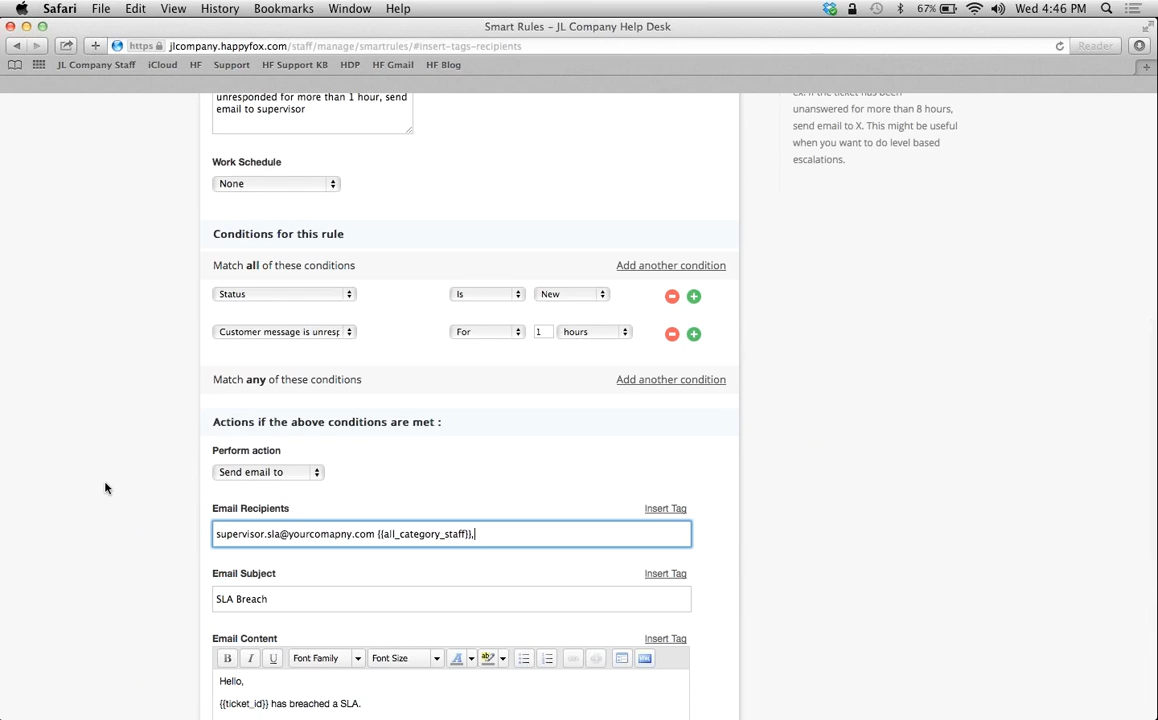 Safari File Edit View History Bookmarks Window Help 67% Wed 4:46 PM
Smart Rules – JL Company Help Desk
https jlcompany.happyfox.com/staff/manage/smartrules/#insert-tags-recipients Reader
JL Company Staff iCloud HF Support HF Support KB HDP HF Gmail HF Blog
unresponded for more than 1 hour, send
email to supervisor
Work Schedule
None
Conditions for this rule
Match all of these conditions Add another condition
Status Is New
Customer message is unresp For 1 hours
Match any of these conditions Add another condition
Actions if the above conditions are met :
Perform action
Send email to
Email Recipients Insert Tag
supervisor.sla@yourcomapny.com {{all_category_staff}},
Email Subject Insert Tag
SLA Breach
Email Content Insert Tag
B I U Font Family Font Size A ab
Hello,
{{ticket_id}} has breached a SLA.
ex. If the ticket has been
unanswered for more than 8 hours,
send email to X. This might be useful
when you want to do level based
escalations.